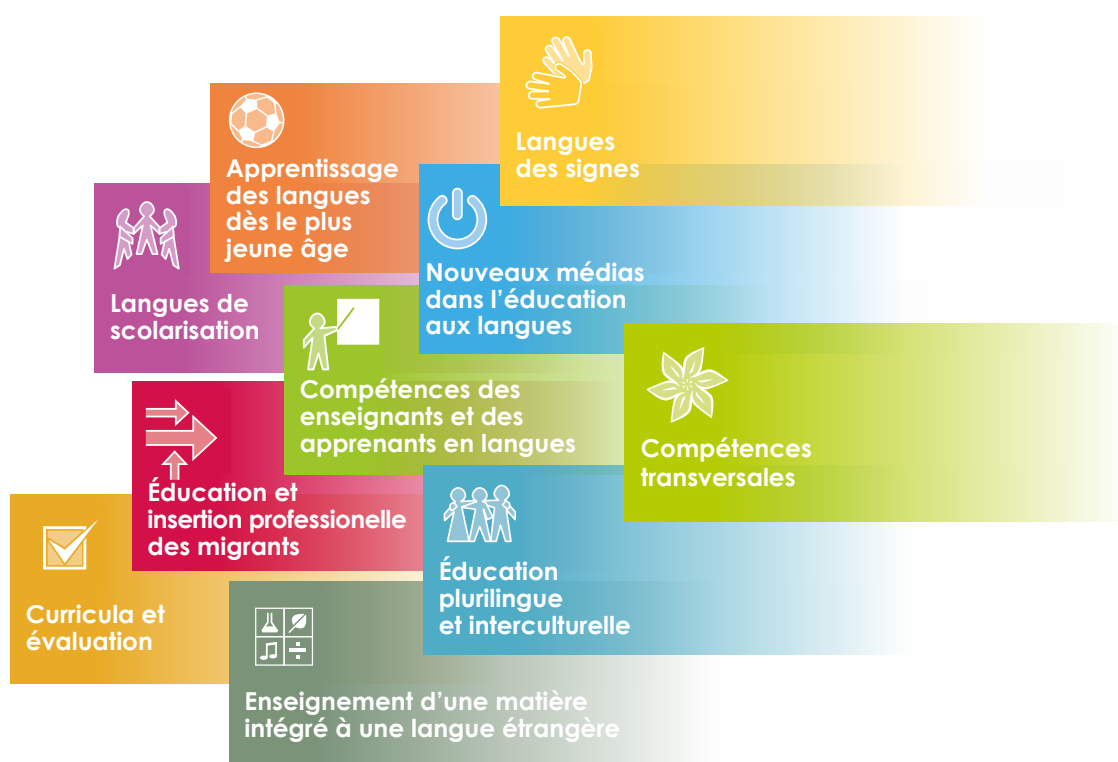 Langues
des signes
Apprentissage
des langues
dès le plus
jeune âge
Nouveaux médias
dans l’éducation
aux langues
Langues de
scolarisation
Compétences des
enseignants et des
apprenants en langues
Compétences
transversales
Éducation et
insertion professionelle
des migrants
Éducation
plurilingue
et interculturelle
Curricula et
évaluation
Enseignement d’une matière
intégré à une langue étrangère